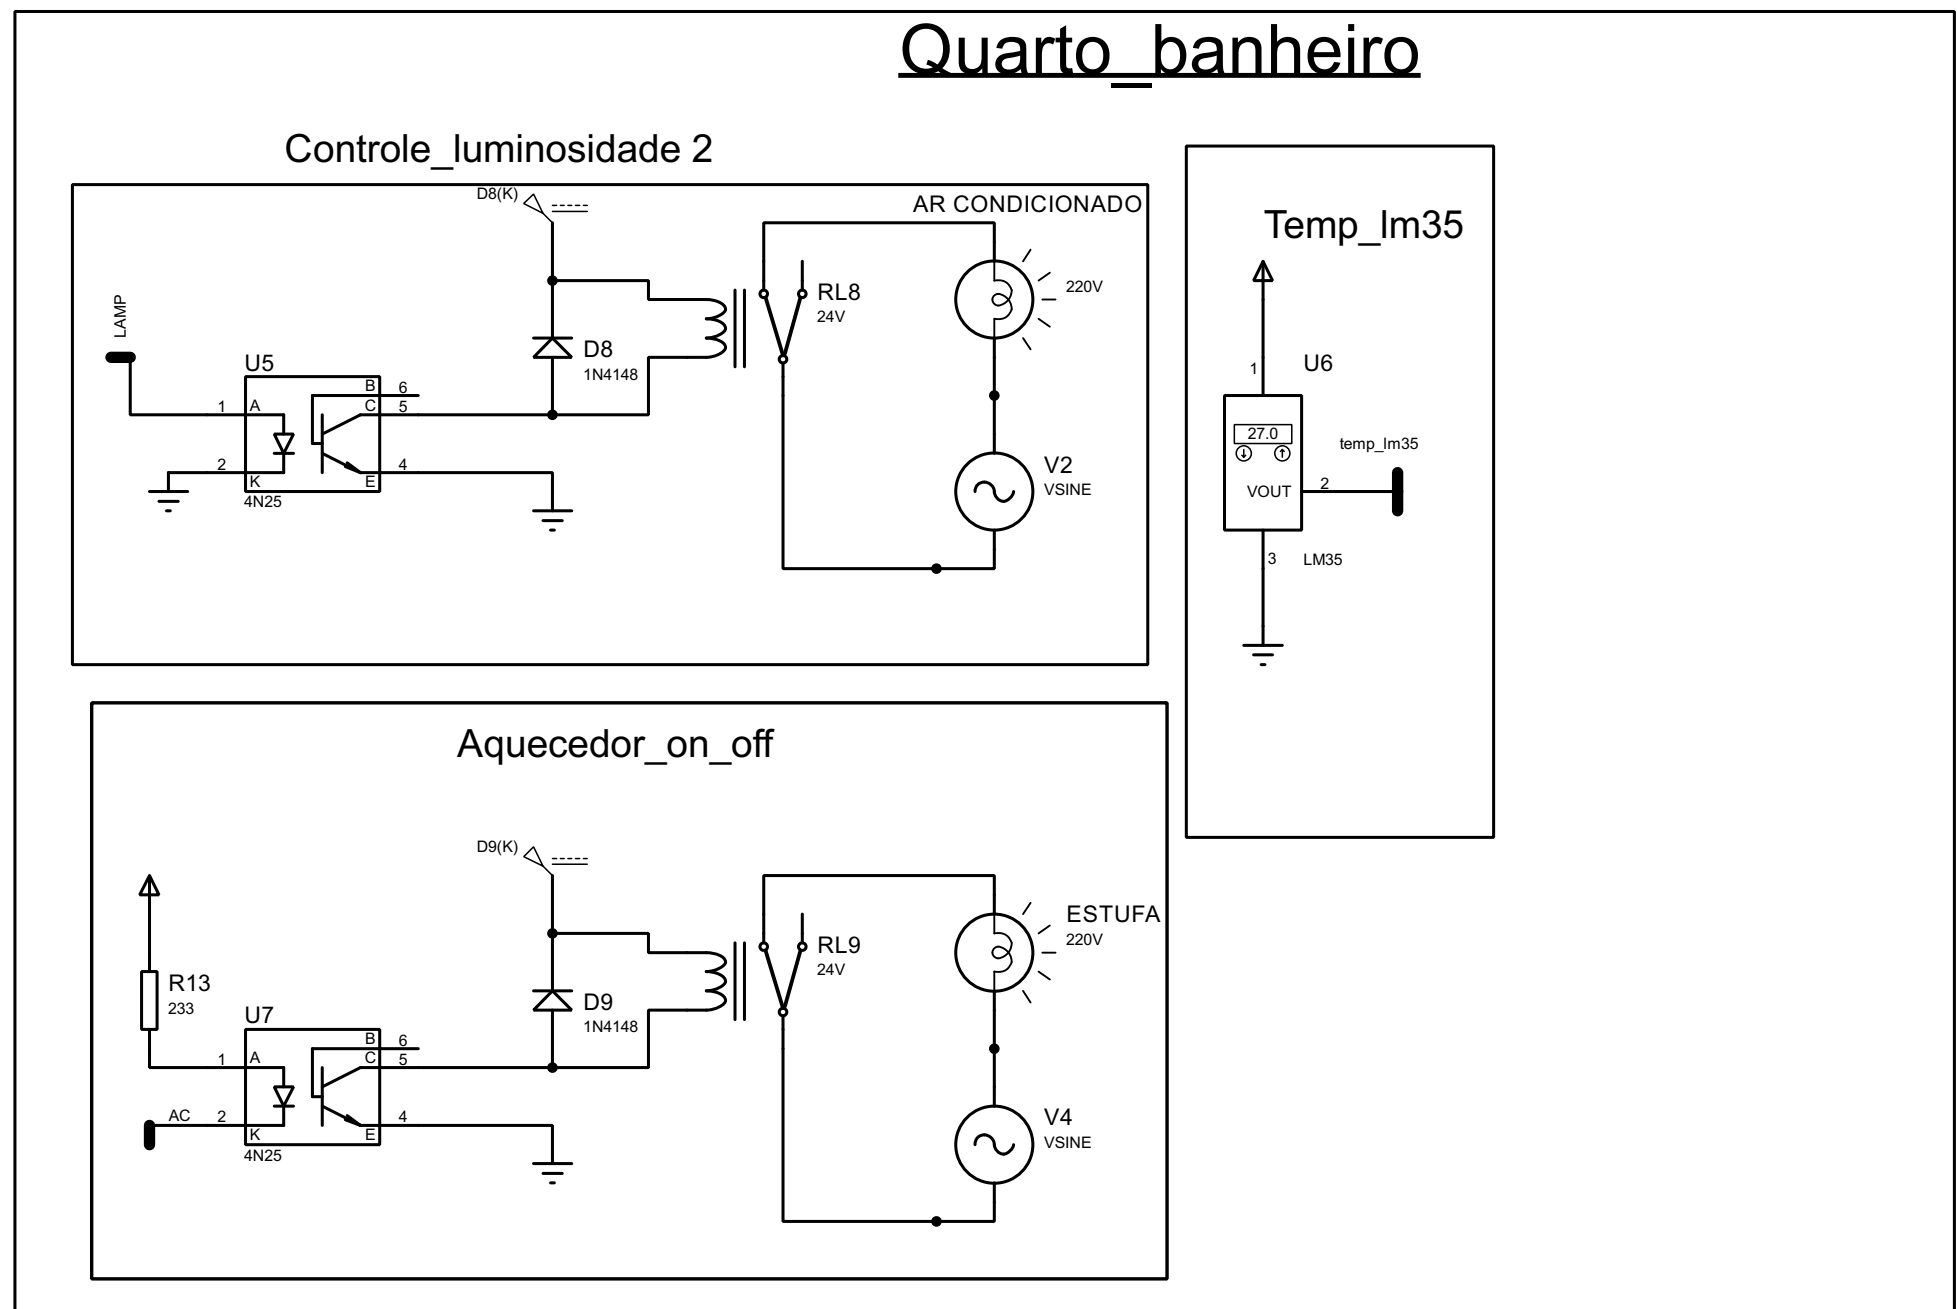 Quarto_banheiro
Controle_luminosidade 2
D8(K)
AR CONDICIONADO
LAMP
RL8
24V
220V
D8
1N4148
U5
1
A
B
6
C
5
2
K
4
E
4N25
V2
VSINE
Temp_lm35
1
U6
27.0
temp_lm35
VOUT
2
3
LM35
Aquecedor_on_off
D9(K)
RL9
24V
ESTUFA
220V
R13
233
D9
1N4148
U7
1
A
B
6
C
5
AC
2
K
4
E
4N25
V4
VSINE